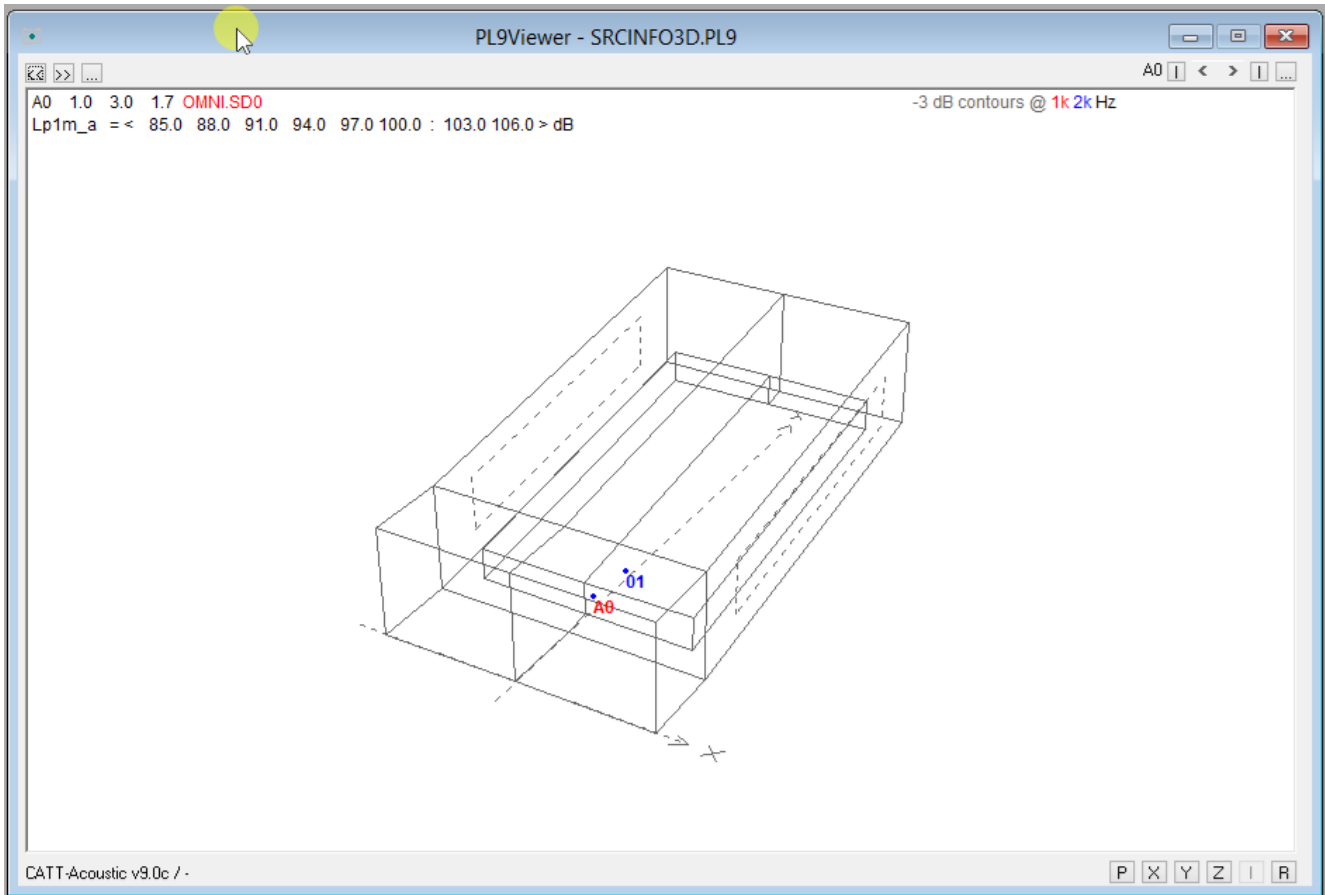 PL9Viewer - SRCINFO3D.PL9
<< >> ... A0 | < > | ...
A0 1.0 3.0 1.7 OMNI.SD0 -3 dB contours @ 1k 2k Hz
Lp1m_a = < 85.0 88.0 91.0 94.0 97.0 100.0 : 103.0 106.0 > dB
01
A0
X
CATT-Acoustic v9.0c / - P X Y Z I R